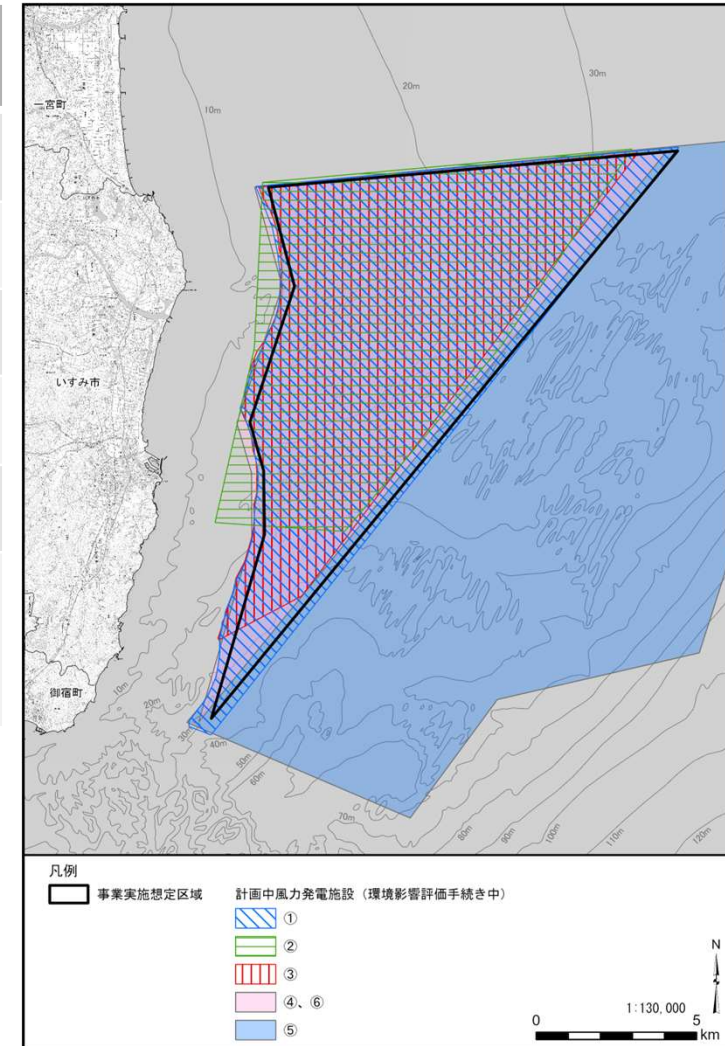 10m
20m
30m
一宮町
いすみ市
御宿町
10m
20m
30m
40m
50m
60m
70m
80m
90m
100m
110m
120m
凡例
事業実施想定区域
計画中風力発電施設（環境影響評価手続き中）
①
②
③
④、⑥
⑤
N
1:130,000
0 5
km